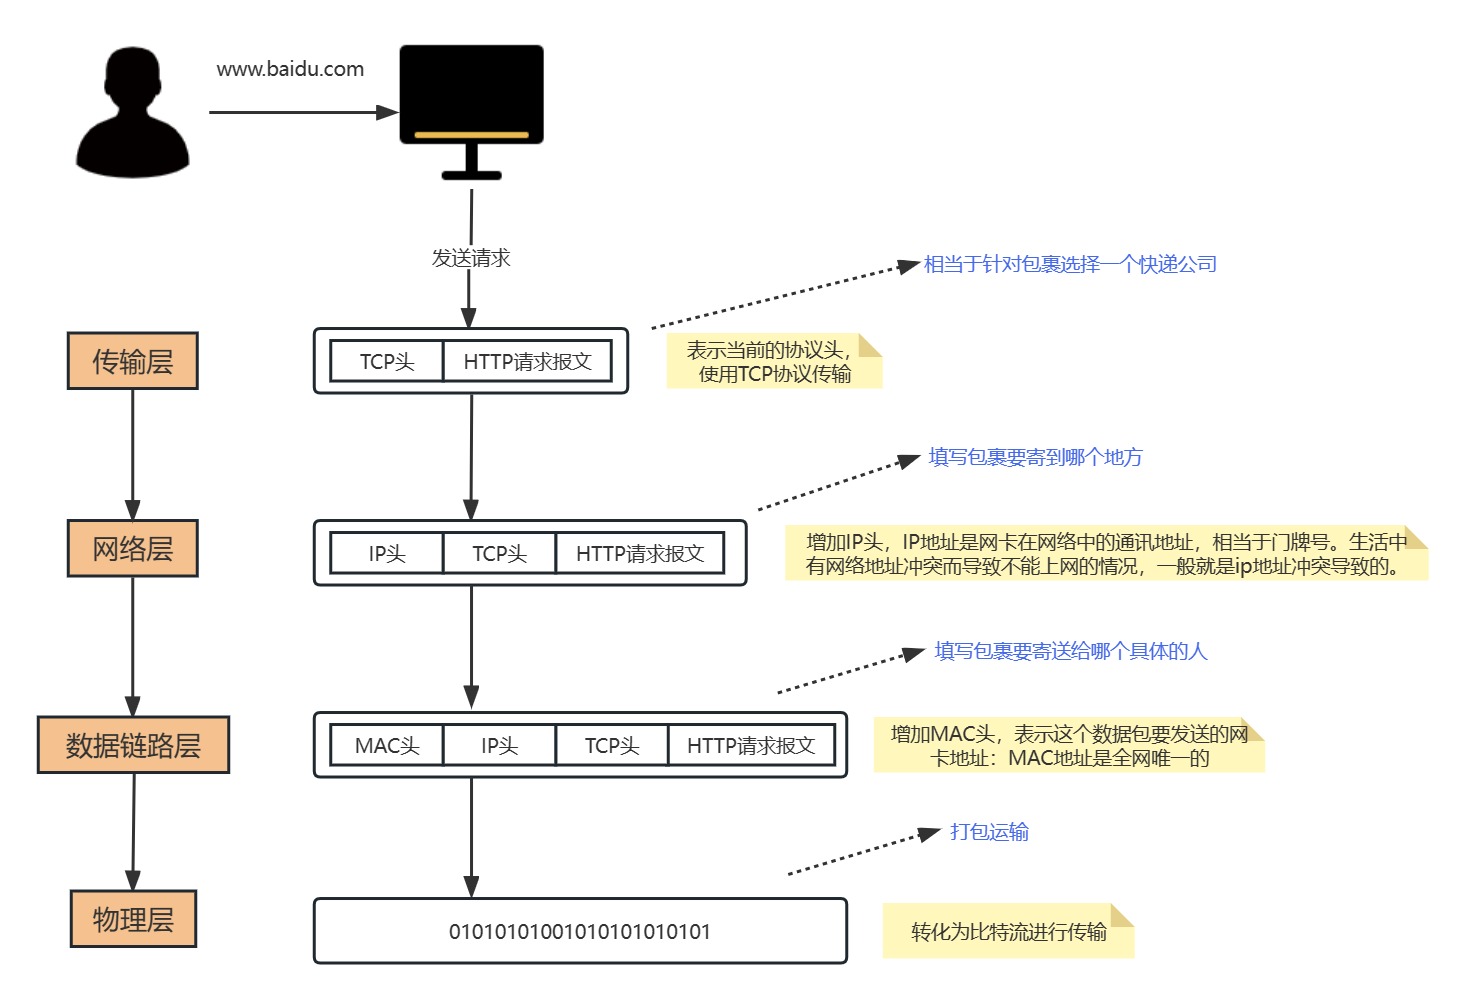 www.baidu.com
发送请求
相当于针对包裹选择一个快递公司
传输层
TCP头
HTTP请求报文
表示当前的协议头，
使用TCP协议传输
填写包裹要寄到哪个地方
网络层
IP头
TCP头
HTTP请求报文
增加IP头，IP地址是网卡在网络中的通讯地址，相当于门牌号。生活中
有网络地址冲突而导致不能上网的情况，一般就是ip地址冲突导致的。
填写包裹要寄送给哪个具体的人
数据链路层
MAC头
IP头
TCP头
HTTP请求报文
增加MAC头，表示这个数据包要发送的网
卡地址：MAC地址是全网唯一的
打包运输
物理层
01010101001010101010101
转化为比特流进行传输